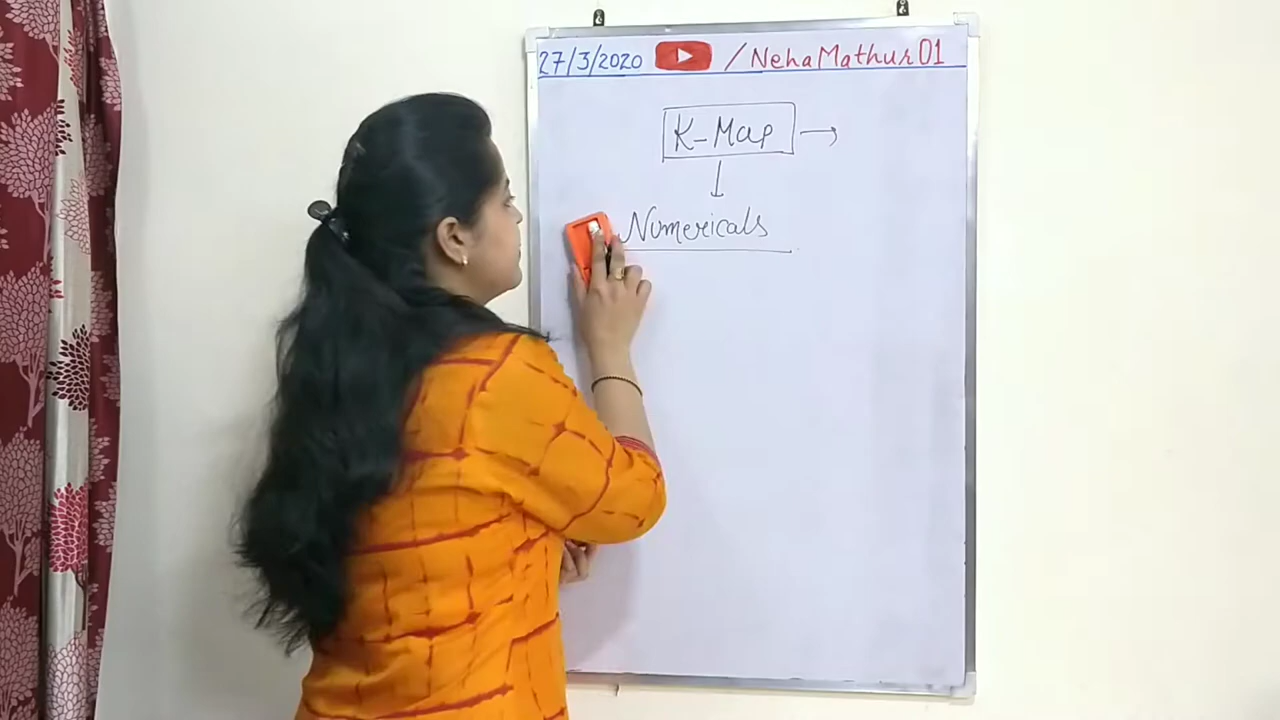 27/3/2020 /NehaMathur01
K-Map →
↓
Numericals